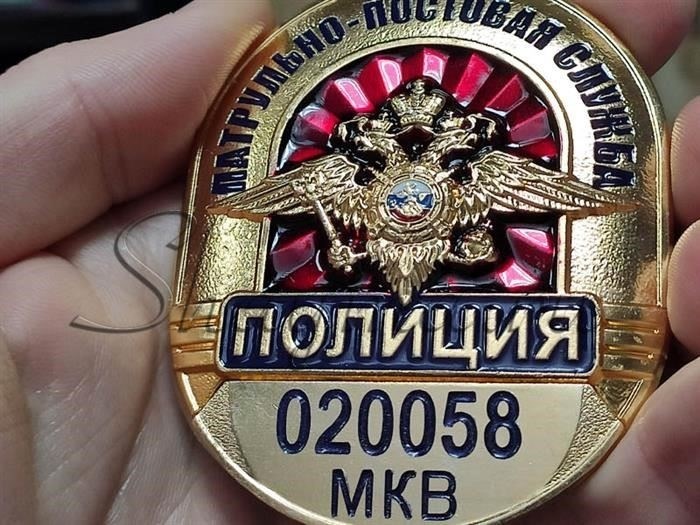 ПАТРУЛЬНО-ПОСТОВАЯ СЛУЖБА
ПОЛИЦИЯ
020058
МКВ